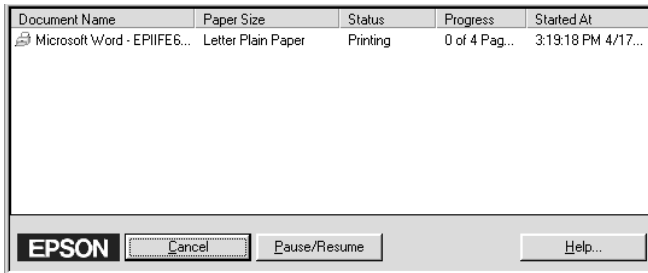 Document Name Paper Size Status Progress Started At
Microsoft Word - EPIIFE6... Letter Plain Paper Printing 0 of 4 Pag... 3:19:18 PM 4/17...
EPSON Cancel Pause/Resume Help...